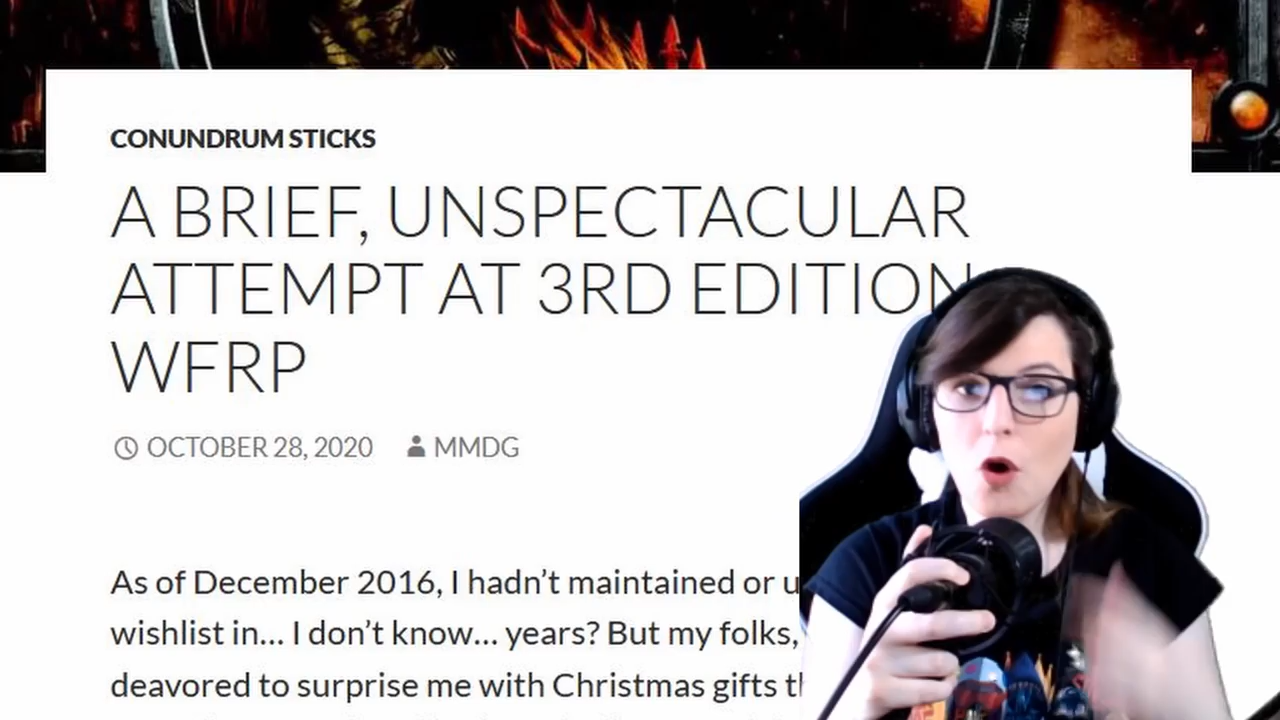 CONUNDRUM STICKS
A BRIEF, UNSPECTACULAR
ATTEMPT AT 3RD EDITION
WFRP
OCTOBER 28, 2020 MMDG
As of December 2016, I hadn't maintained or u
wishlist in… I don't know… years? But my folks,
deavored to surprise me with Christmas gifts th